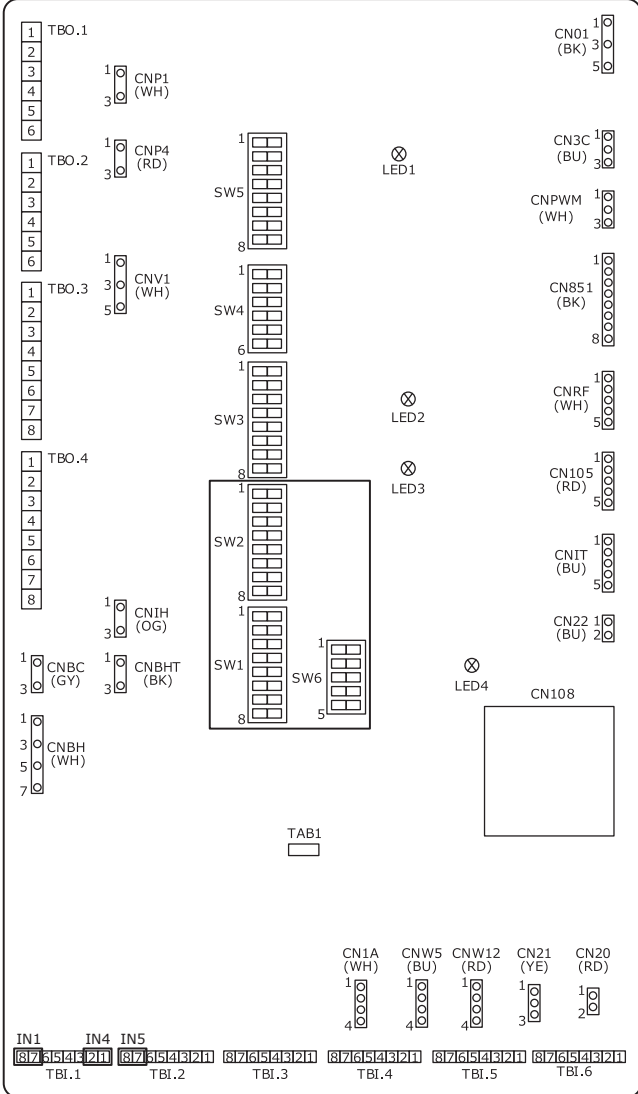 1 TBO.1
2
3
4
5
6
1 TBO.2
2
3
4
5
6
1 TBO.3
2
3
4
5
6
7
8
1 TBO.4
2
3
4
5
6
7
8
1
3
CNP1
(WH)
1
3
CNP4
(RD)
1
3
5
CNV1
(WH)
1
3
CNIH
(OG)
1
3
CNBC
(GY)
1
3
CNBHT
(BK)
1
3
5
7
CNBH
(WH)
1
SW5
8
1
SW4
6
1
SW3
8
1
SW2
8
1
SW1
8
1
SW6
5
LED1
LED2
LED3
LED4
CN01
(BK)
1
3
5
CN3C
(BU)
1
3
CNPWM
(WH)
1
3
CN851
(BK)
1
8
CNRF
(WH)
1
5
CN105
(RD)
1
5
CNIT
(BU)
1
5
CN22
(BU)
1
2
CN108
TAB1
CN1A
(WH)
1
4
CNW5
(BU)
1
4
CNW12
(RD)
1
4
CN21
(YE)
1
3
CN20
(RD)
1
2
IN1 IN4 IN5
8 7 6 5 4 3 2 1
TBI.1
8 7 6 5 4 3 2 1
TBI.2
8 7 6 5 4 3 2 1
TBI.3
8 7 6 5 4 3 2 1
TBI.4
8 7 6 5 4 3 2 1
TBI.5
8 7 6 5 4 3 2 1
TBI.6